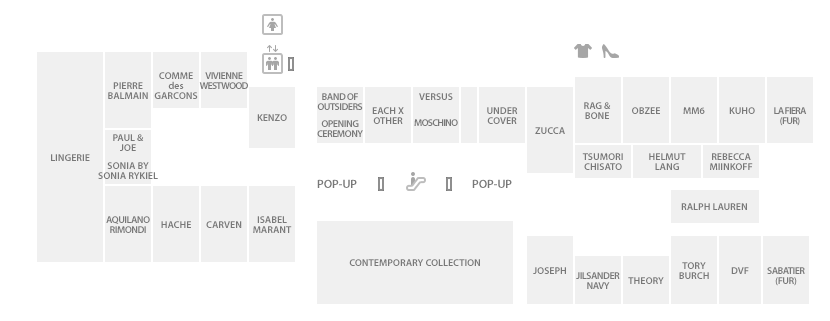 LINGERIE
PIERRE
BALMAIN
COMME
des
GARCONS
VIVIENNE
WESTWOOD
KENZO
PAUL &
JOE
SONIA BY
SONIA RYKIEL
AQUILANO
RIMONDI
HACHE
CARVEN
ISABEL
MARANT
BAND OF
OUTSIDERS
OPENING
CEREMONY
EACH X
OTHER
VERSUS
MOSCHINO
UNDER
COVER
ZUCCA
RAG &
BONE
OBZEE
MM6
KUHO
LA FIERA
(FUR)
TSUMORI
CHISATO
HELMUT
LANG
REBECCA
MIINKOFF
POP-UP
POP-UP
RALPH LAUREN
CONTEMPORARY COLLECTION
JOSEPH
JILSANDER
NAVY
THEORY
TORY
BURCH
DVF
SABATIER
(FUR)